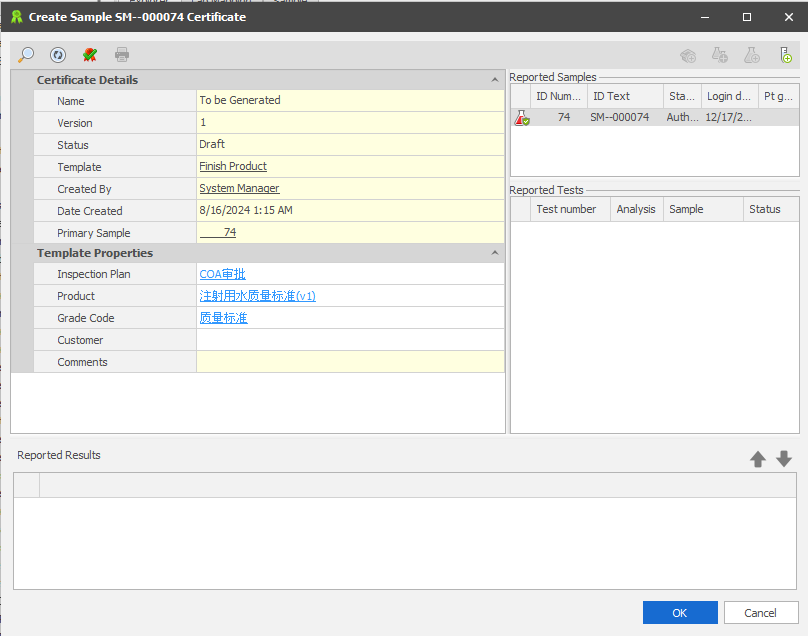 Create Sample SM--000074 Certificate
Certificate Details
Name To be Generated
Version 1
Status Draft
Template Finish Product
Created By System Manager
Date Created 8/16/2024 1:15 AM
Primary Sample 74
Template Properties
Inspection Plan COA审批
Product 注射用水质量标准(v1)
Grade Code 质量标准
Customer
Comments
Reported Samples
ID Num... ID Text Sta... Login d... Pt g...
74 SM--000074 Auth... 12/17/2...
Reported Tests
Test number Analysis Sample Status
Reported Results
OK Cancel